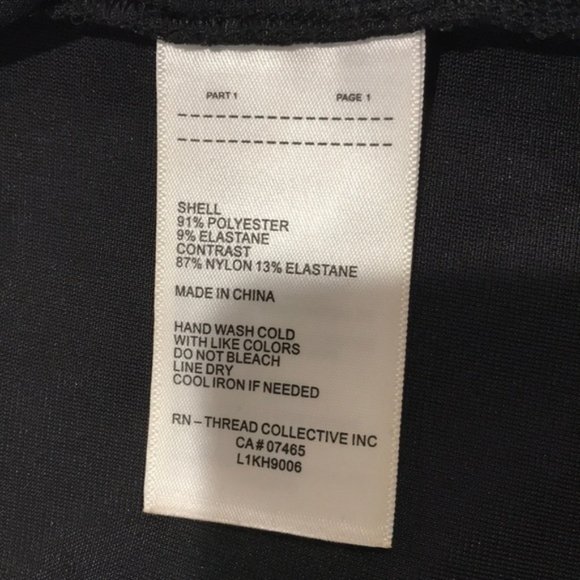 PART 1 PAGE 1
SHELL
91% POLYESTER
9% ELASTANE
CONTRAST
87% NYLON 13% ELASTANE
MADE IN CHINA
HAND WASH COLD
WITH LIKE COLORS
DO NOT BLEACH
LINE DRY
COOL IRON IF NEEDED
RN – THREAD COLLECTIVE INC
CA# 07465
L1KH9006